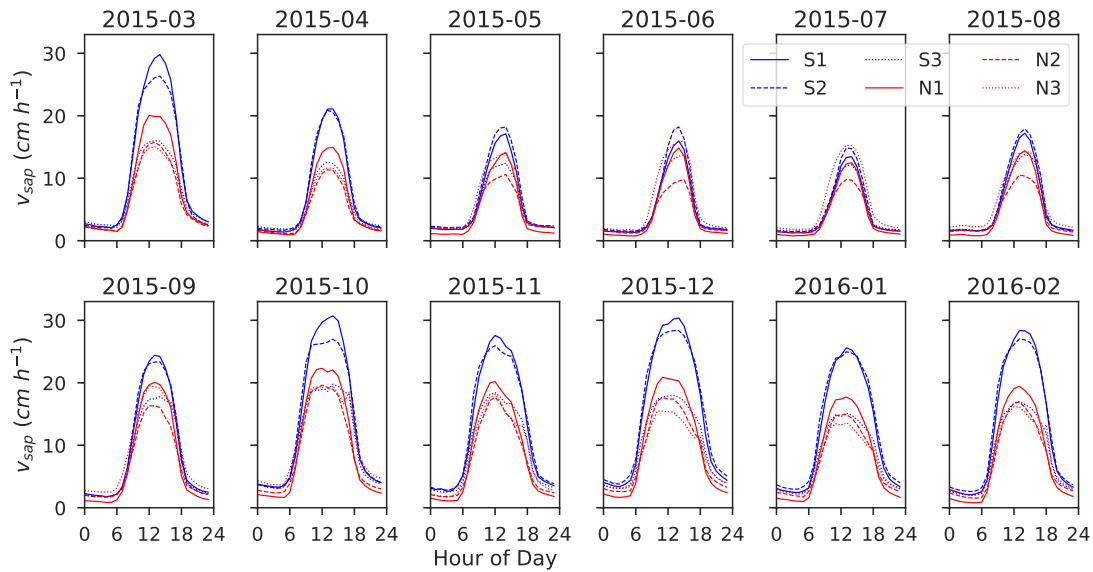 2015-03 2015-04 2015-05 2015-06 2015-07 2015-08
30
20
10
0
v_sap (cm h⁻¹)
S1 S3 N2
S2 N1 N3
2015-09 2015-10 2015-11 2015-12 2016-01 2016-02
30
20
10
0
v_sap (cm h⁻¹)
0 6 12 18 24 0 6 12 18 24 0 6 12 18 24 0 6 12 18 24 0 6 12 18 24 0 6 12 18 24
Hour of Day